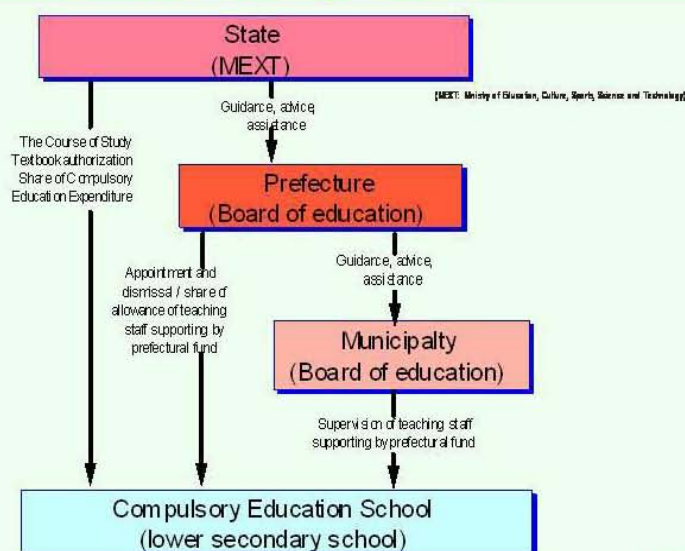 State
(MEXT)
(MEXT: Ministry of Education, Culture, Sports, Science and Technology)
Guidance, advice,
assistance
The Course of Study
Textbook authorization
Share of Compulsory
Education Expenditure
Prefecture
(Board of education)
Appointment and
dismissal / share of
allowance of teaching
staff supporting by
prefectural fund
Guidance, advice,
assistance
Municipalty
(Board of education)
Supervision of teaching staff
supporting by prefectural fund
Compulsory Education School
(lower secondary school)